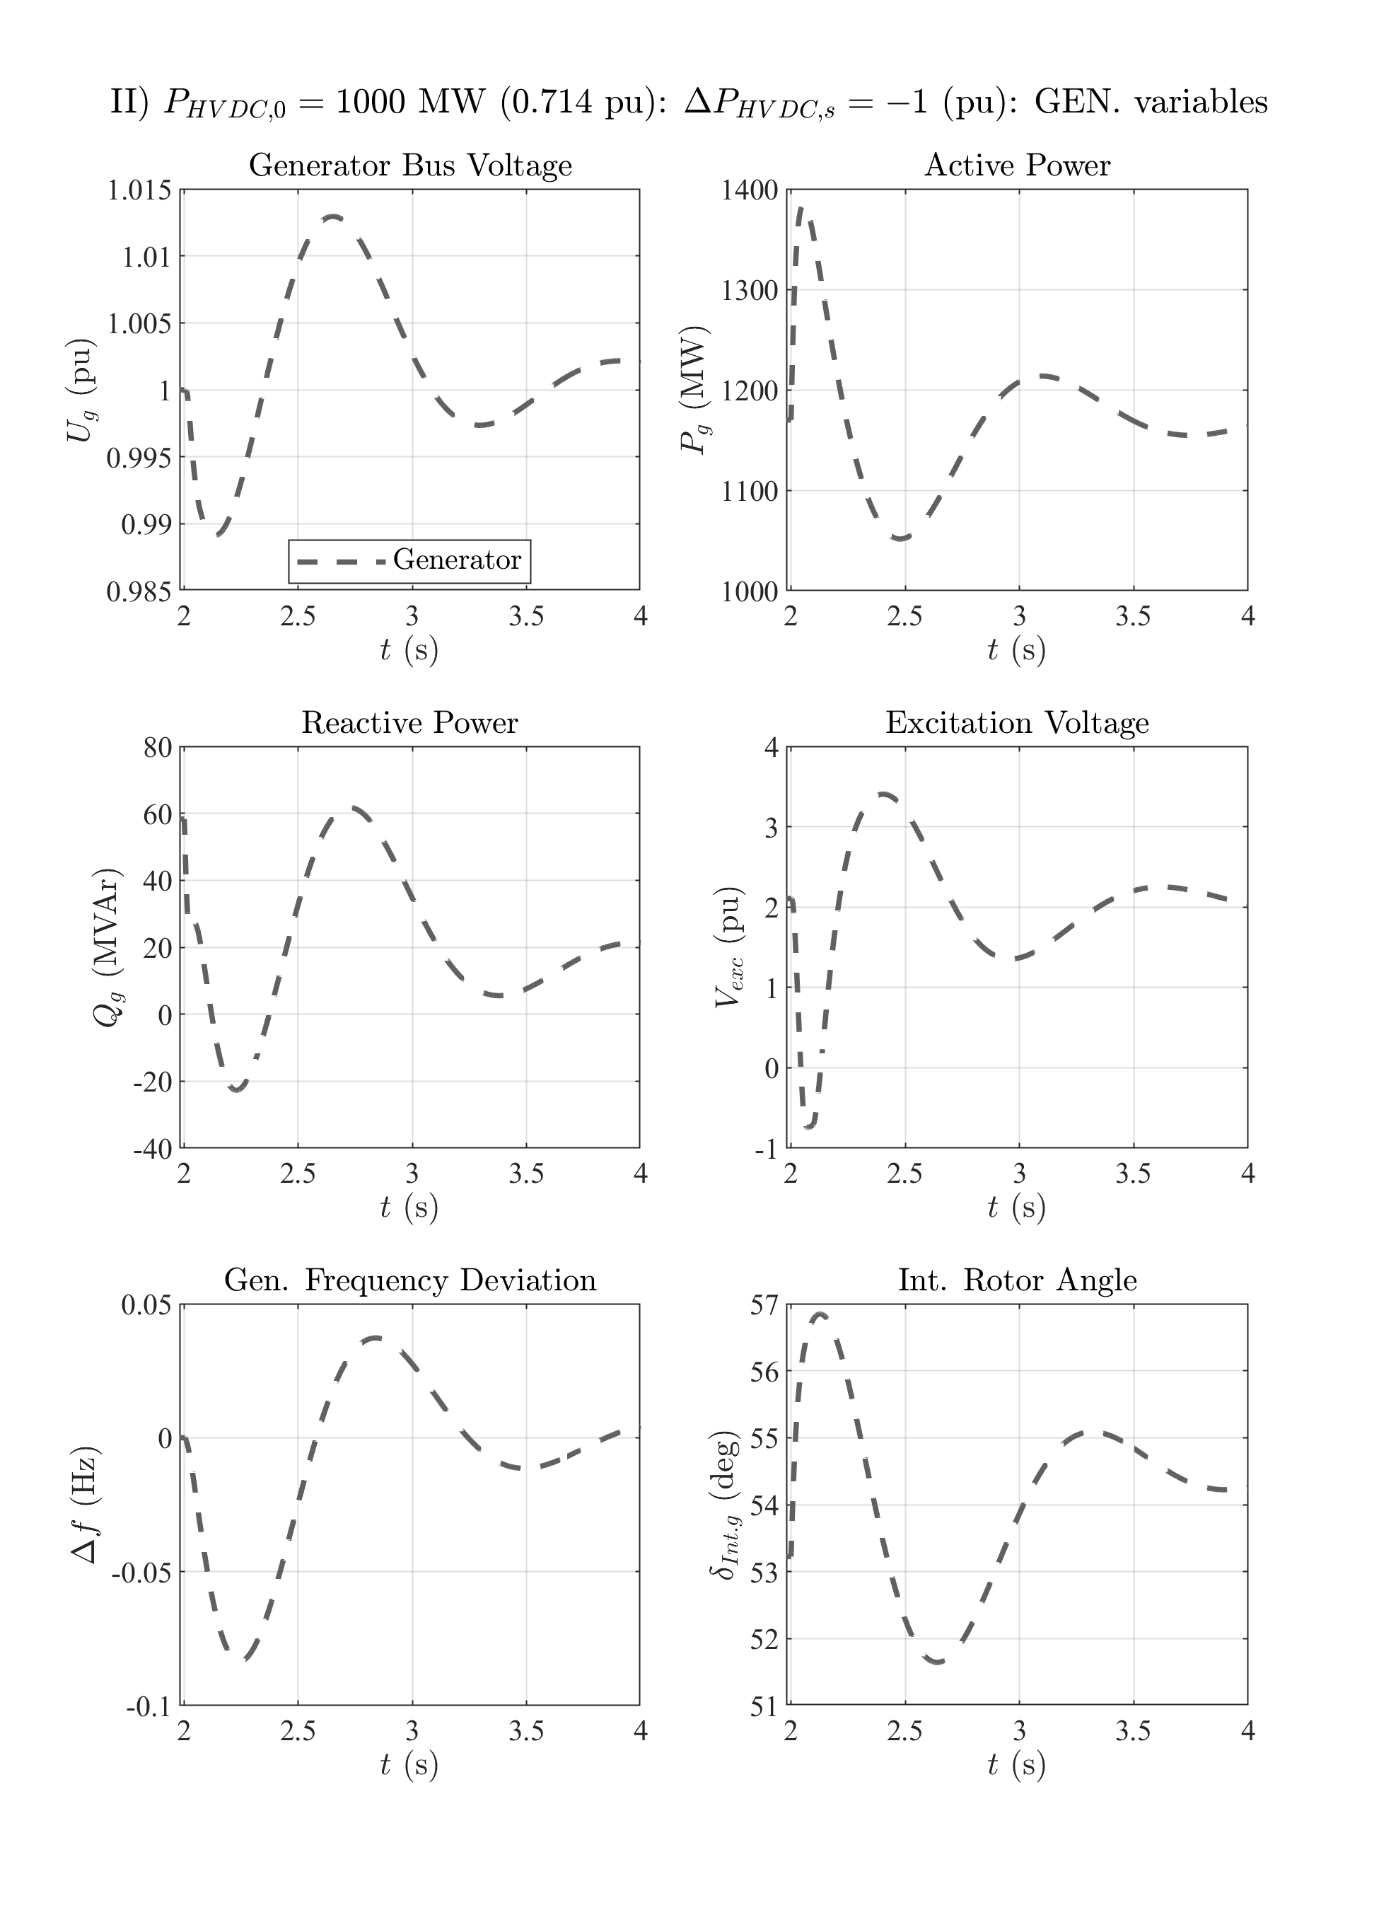 II) P_{HVDC,0} = 1000 MW (0.714 pu): ΔP_{HVDC,s} = −1 (pu): GEN. variables
Generator Bus Voltage
1.015
1.01
1.005
1
0.995
0.99
0.985
U_g (pu)
Generator
2 2.5 3 3.5 4
t (s)
Active Power
1400
1300
1200
1100
1000
P_g (MW)
2 2.5 3 3.5 4
t (s)
Reactive Power
80
60
40
20
0
-20
-40
Q_g (MVAr)
2 2.5 3 3.5 4
t (s)
Excitation Voltage
4
3
2
1
0
-1
V_{exc} (pu)
2 2.5 3 3.5 4
t (s)
Gen. Frequency Deviation
0.05
0
-0.05
-0.1
Δf (Hz)
2 2.5 3 3.5 4
t (s)
Int. Rotor Angle
57
56
55
54
53
52
51
δ_{Int.g} (deg)
2 2.5 3 3.5 4
t (s)